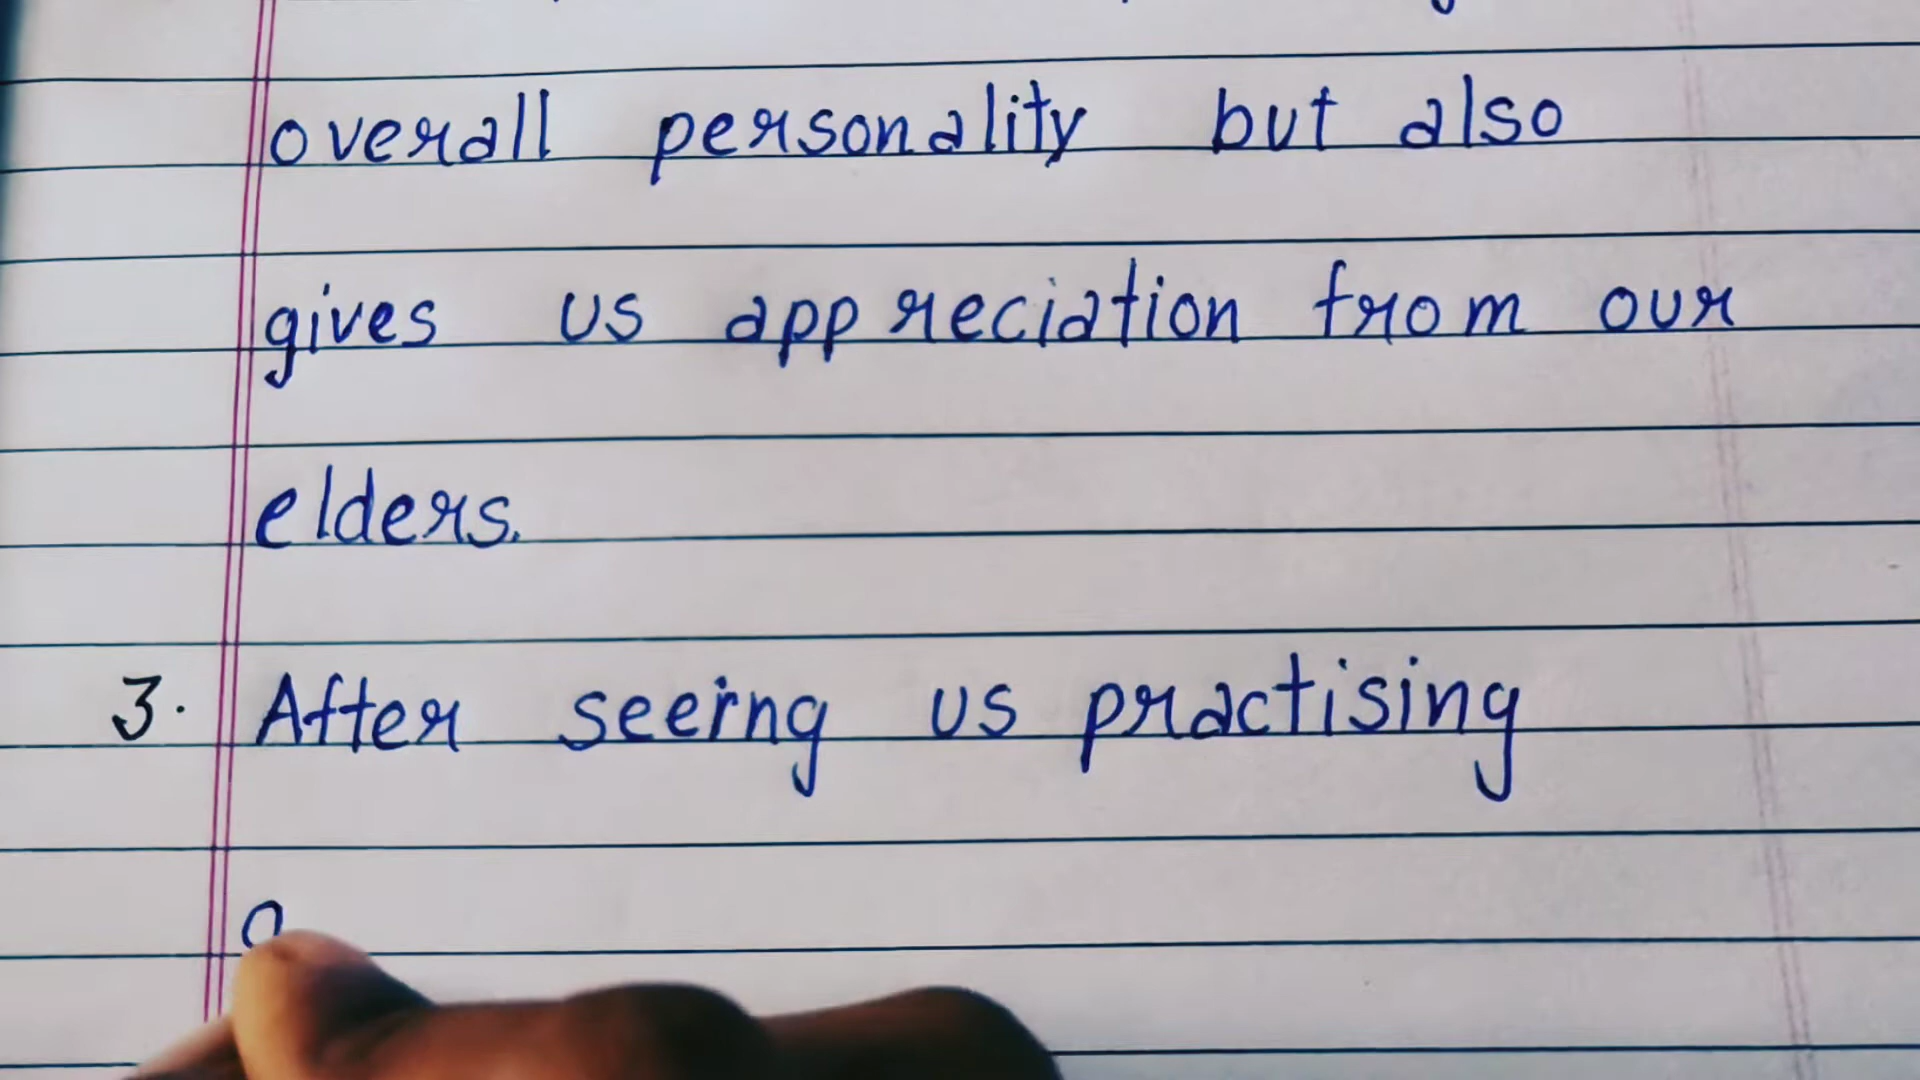 overall personality but also
gives us appreciation from our
elders.
3. After seeing us practising